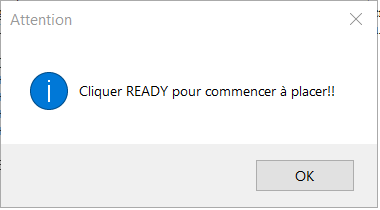 Attention
Cliquer READY pour commencer à placer!!
OK